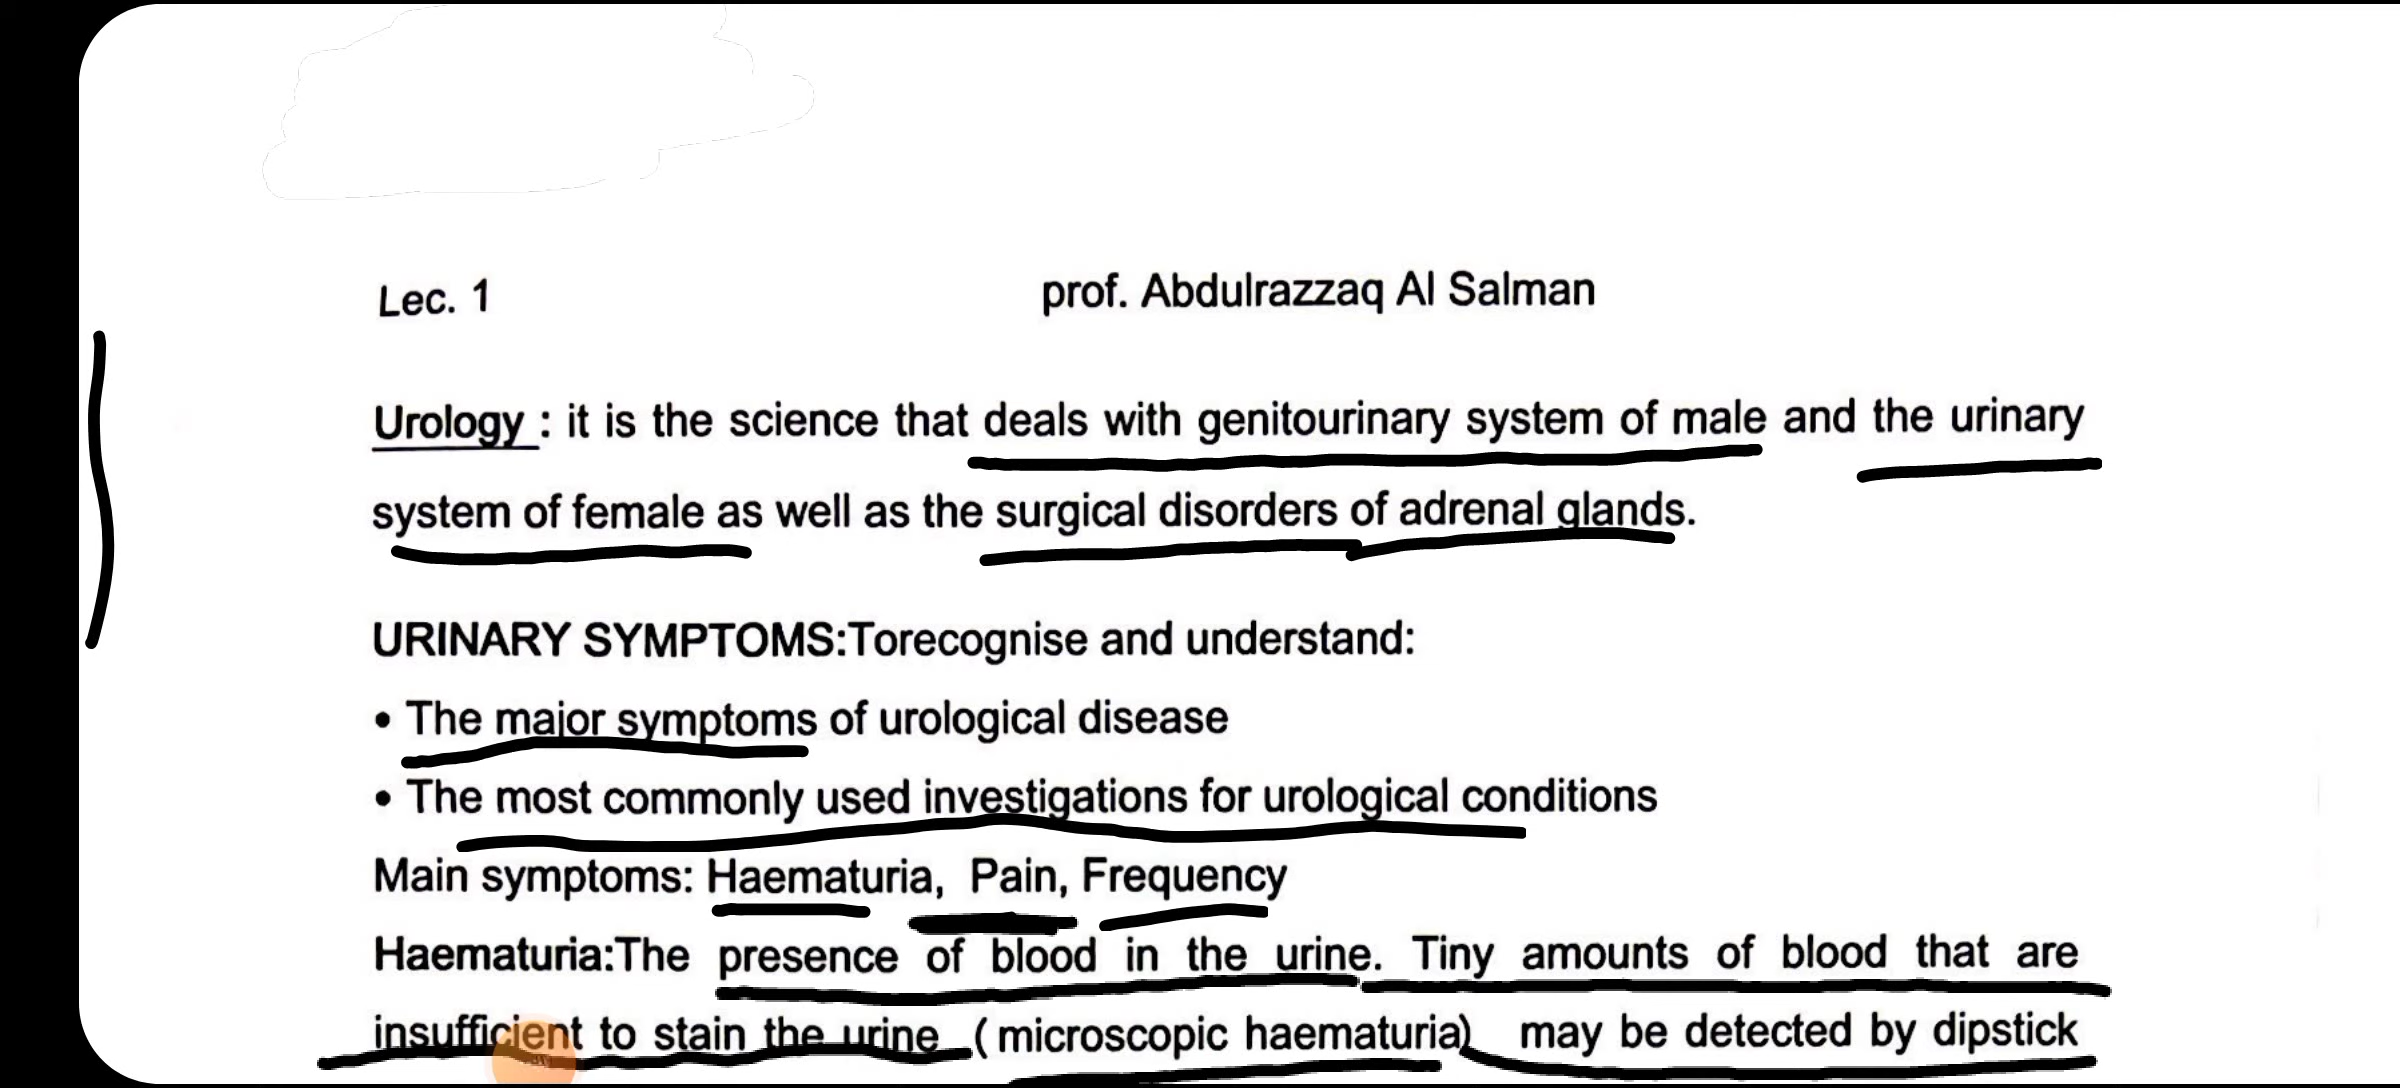 Lec. 1 prof. Abdulrazzaq Al Salman
Urology : it is the science that deals with genitourinary system of male and the urinary
system of female as well as the surgical disorders of adrenal glands.
URINARY SYMPTOMS:Torecognise and understand:
• The major symptoms of urological disease
• The most commonly used investigations for urological conditions
Main symptoms: Haematuria, Pain, Frequency
Haematuria:The presence of blood in the urine. Tiny amounts of blood that are
insufficient to stain the urine (microscopic haematuria) may be detected by dipstick